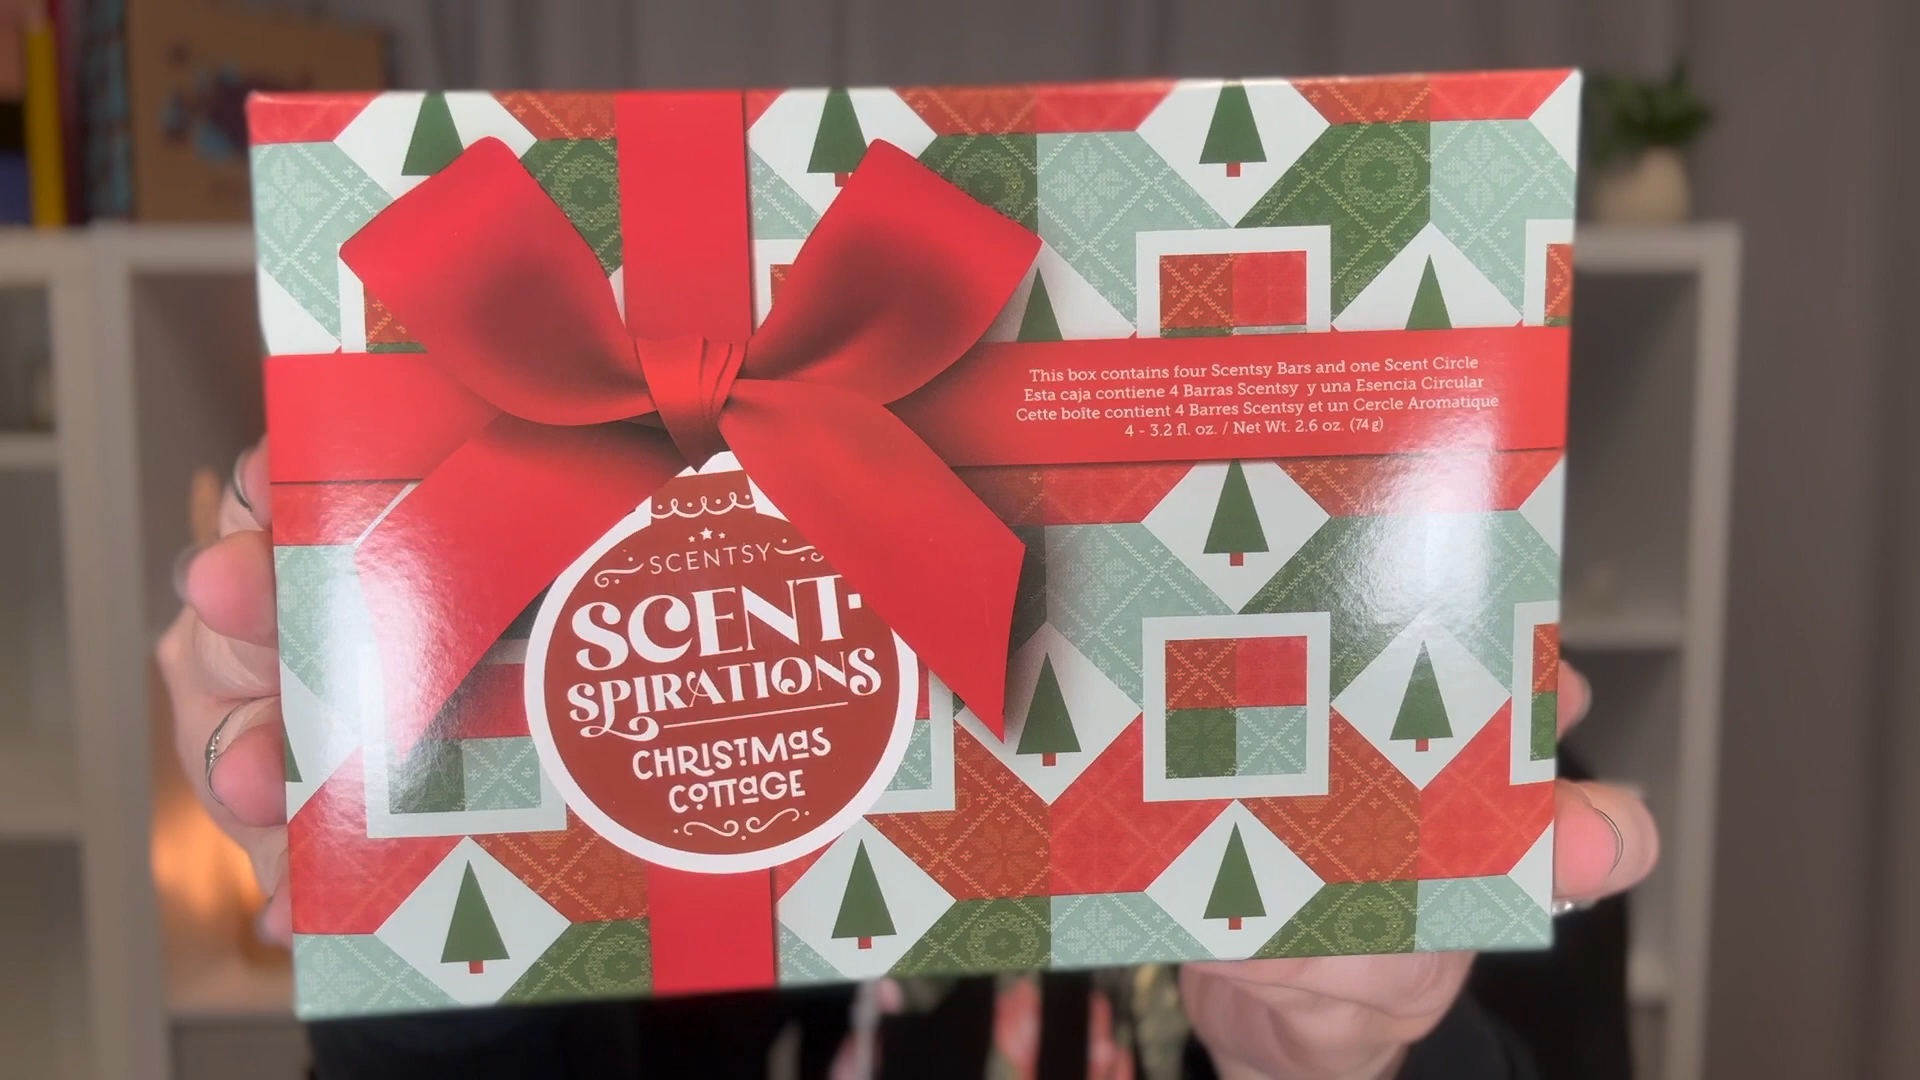 This box contains four Scentsy Bars and one Scent Circle
Esta caja contiene 4 Barras Scentsy y una Esencia Circular
Cette boîte contient 4 Barres Scentsy et un Cercle Aromatique
4 - 3.2 fl. oz. / Net Wt. 2.6 oz. (74 g)
SCENTSY
SCENT-
SPIRATIONS
CHRISTMAS
COTTAGE